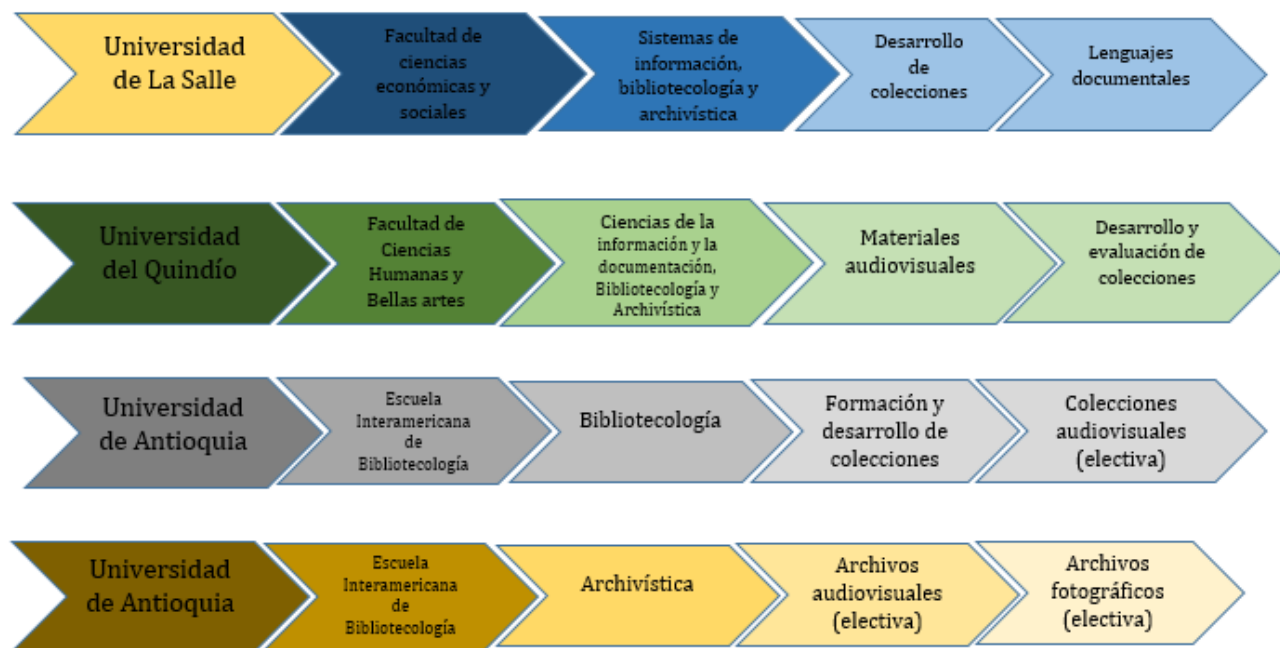 Universidad
de La Salle
Facultad de
ciencias
económicas y
sociales
Sistemas de
información,
bibliotecología y
archivística
Desarrollo
de
colecciones
Lenguajes
documentales
Universidad
del Quindío
Facultad de
Ciencias
Humanas y
Bellas artes
Ciencias de la
información y la
documentación,
Bibliotecología y
Archivística
Materiales
audiovisuales
Desarrollo y
evaluación de
colecciones
Universidad
de Antioquia
Escuela
Interamericana
de
Bibliotecología
Bibliotecología
Formación y
desarrollo de
colecciones
Colecciones
audiovisuales
(electiva)
Universidad
de Antioquia
Escuela
Interamericana
de
Bibliotecología
Archivística
Archivos
audiovisuales
(electiva)
Archivos
fotográficos
(electiva)